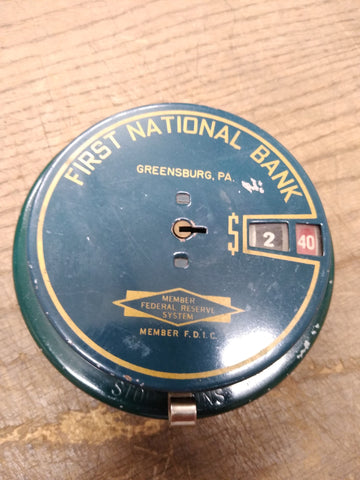 FIRST NATIONAL BANK
GREENSBURG, PA.
$ 2 40
MEMBER
FEDERAL RESERVE
SYSTEM
MEMBER F.D.I.C.